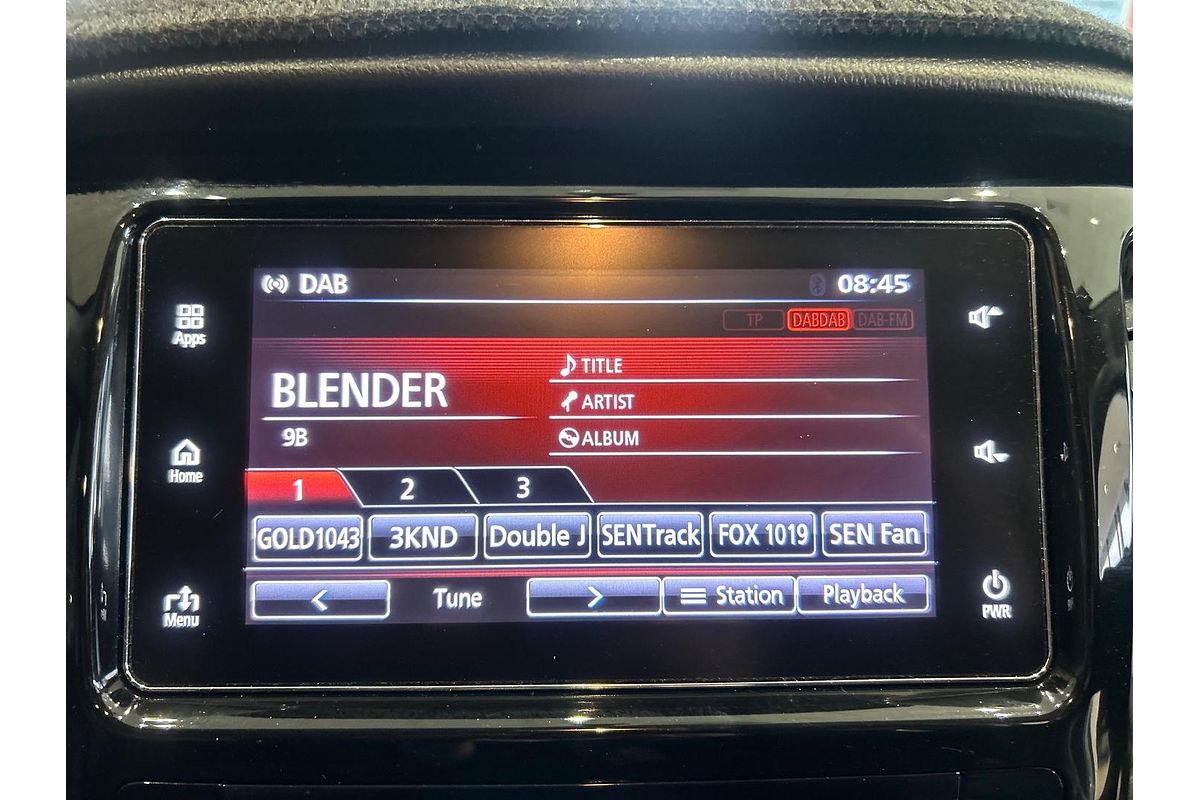 DAB 08:45
TP DABDAB DAB-FM
Apps
BLENDER
9B
TITLE
ARTIST
ALBUM
Home
1 2 3
GOLD1043 3KND Double J SENTrack FOX 1019 SEN Fan
< Tune > Station Playback
Menu
PWR